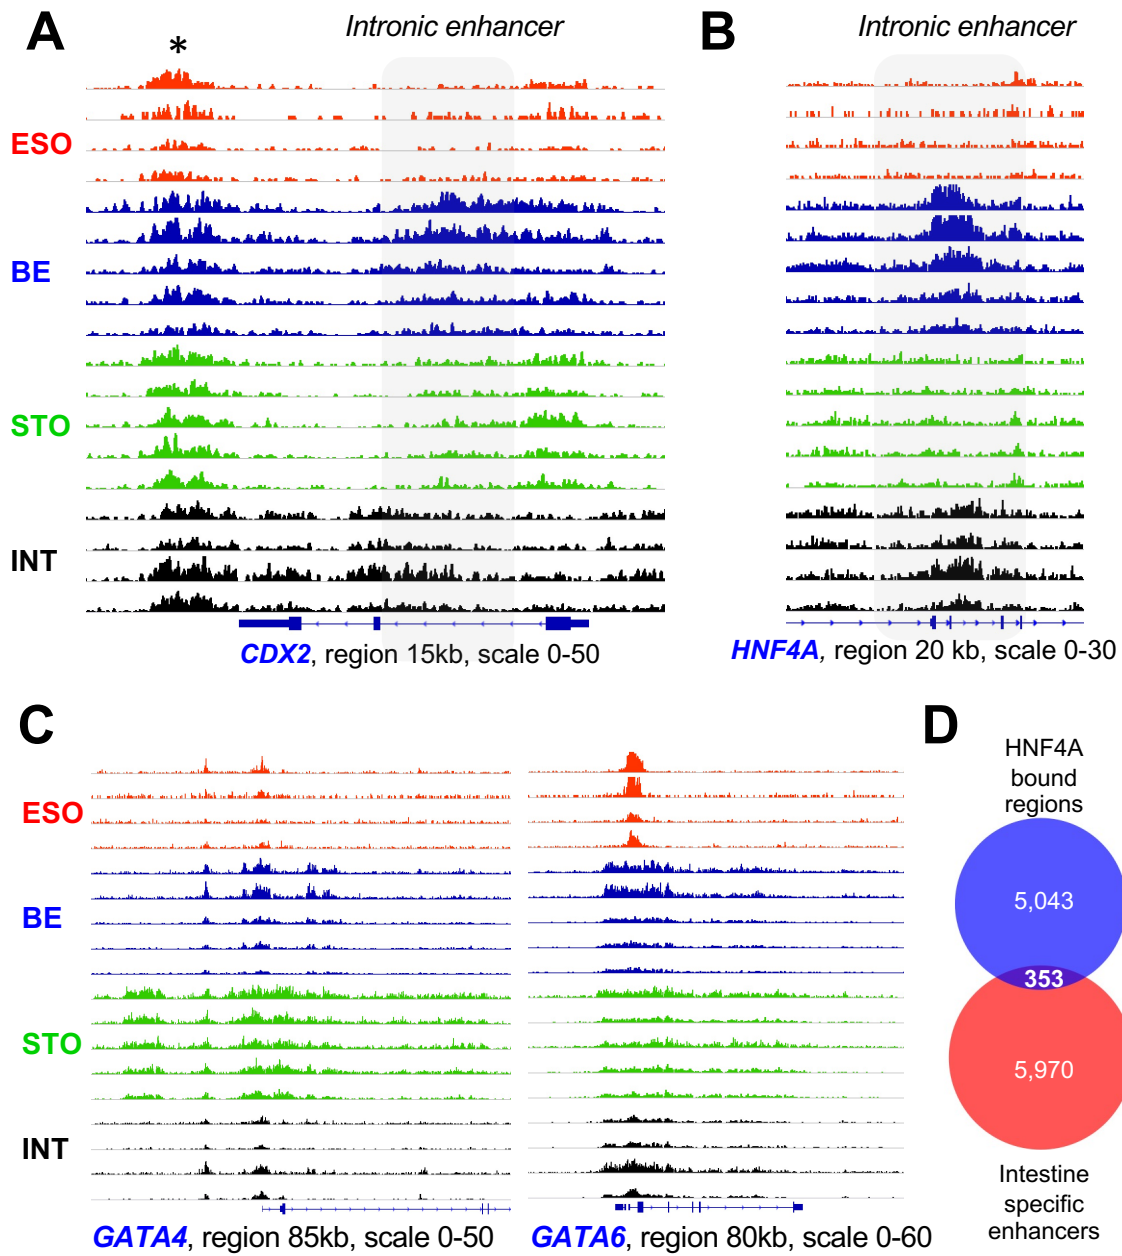 A
Intronic enhancer
*
ESO
BE
STO
INT
CDX2, region 15kb, scale 0-50
B
Intronic enhancer
HNF4A, region 20 kb, scale 0-30
C
ESO
BE
STO
INT
GATA4, region 85kb, scale 0-50
GATA6, region 80kb, scale 0-60
D
HNF4A
bound
regions
5,043
353
5,970
Intestine
specific
enhancers